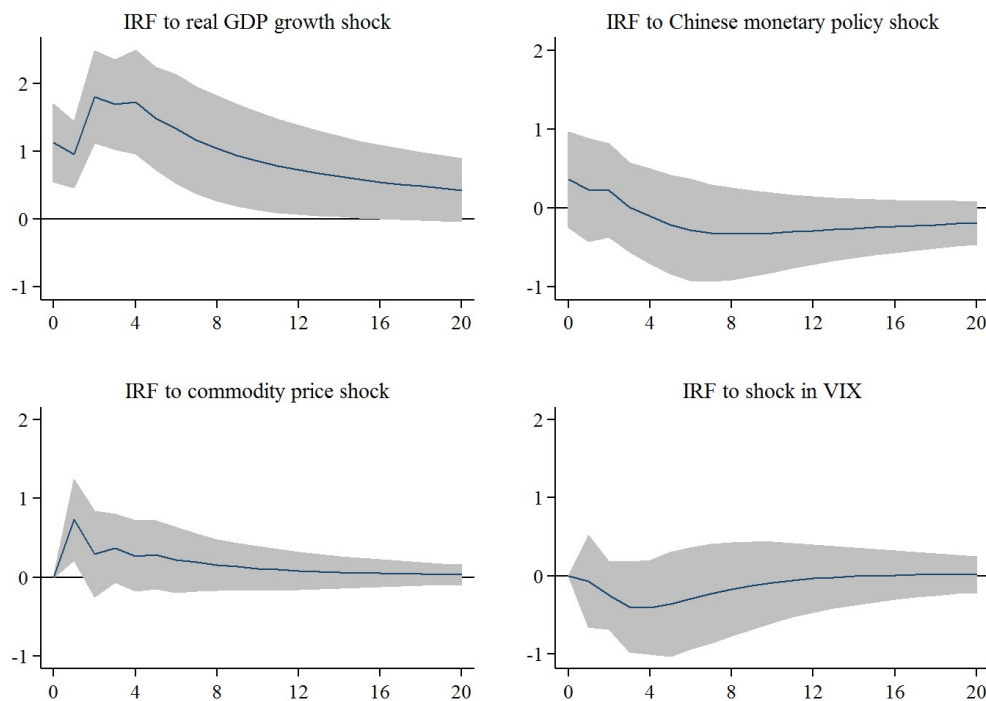 IRF to real GDP growth shock
2
1
0
-1
0 4 8 12 16 20
IRF to Chinese monetary policy shock
2
1
0
-1
0 4 8 12 16 20
IRF to commodity price shock
2
1
0
-1
0 4 8 12 16 20
IRF to shock in VIX
2
1
0
-1
0 4 8 12 16 20